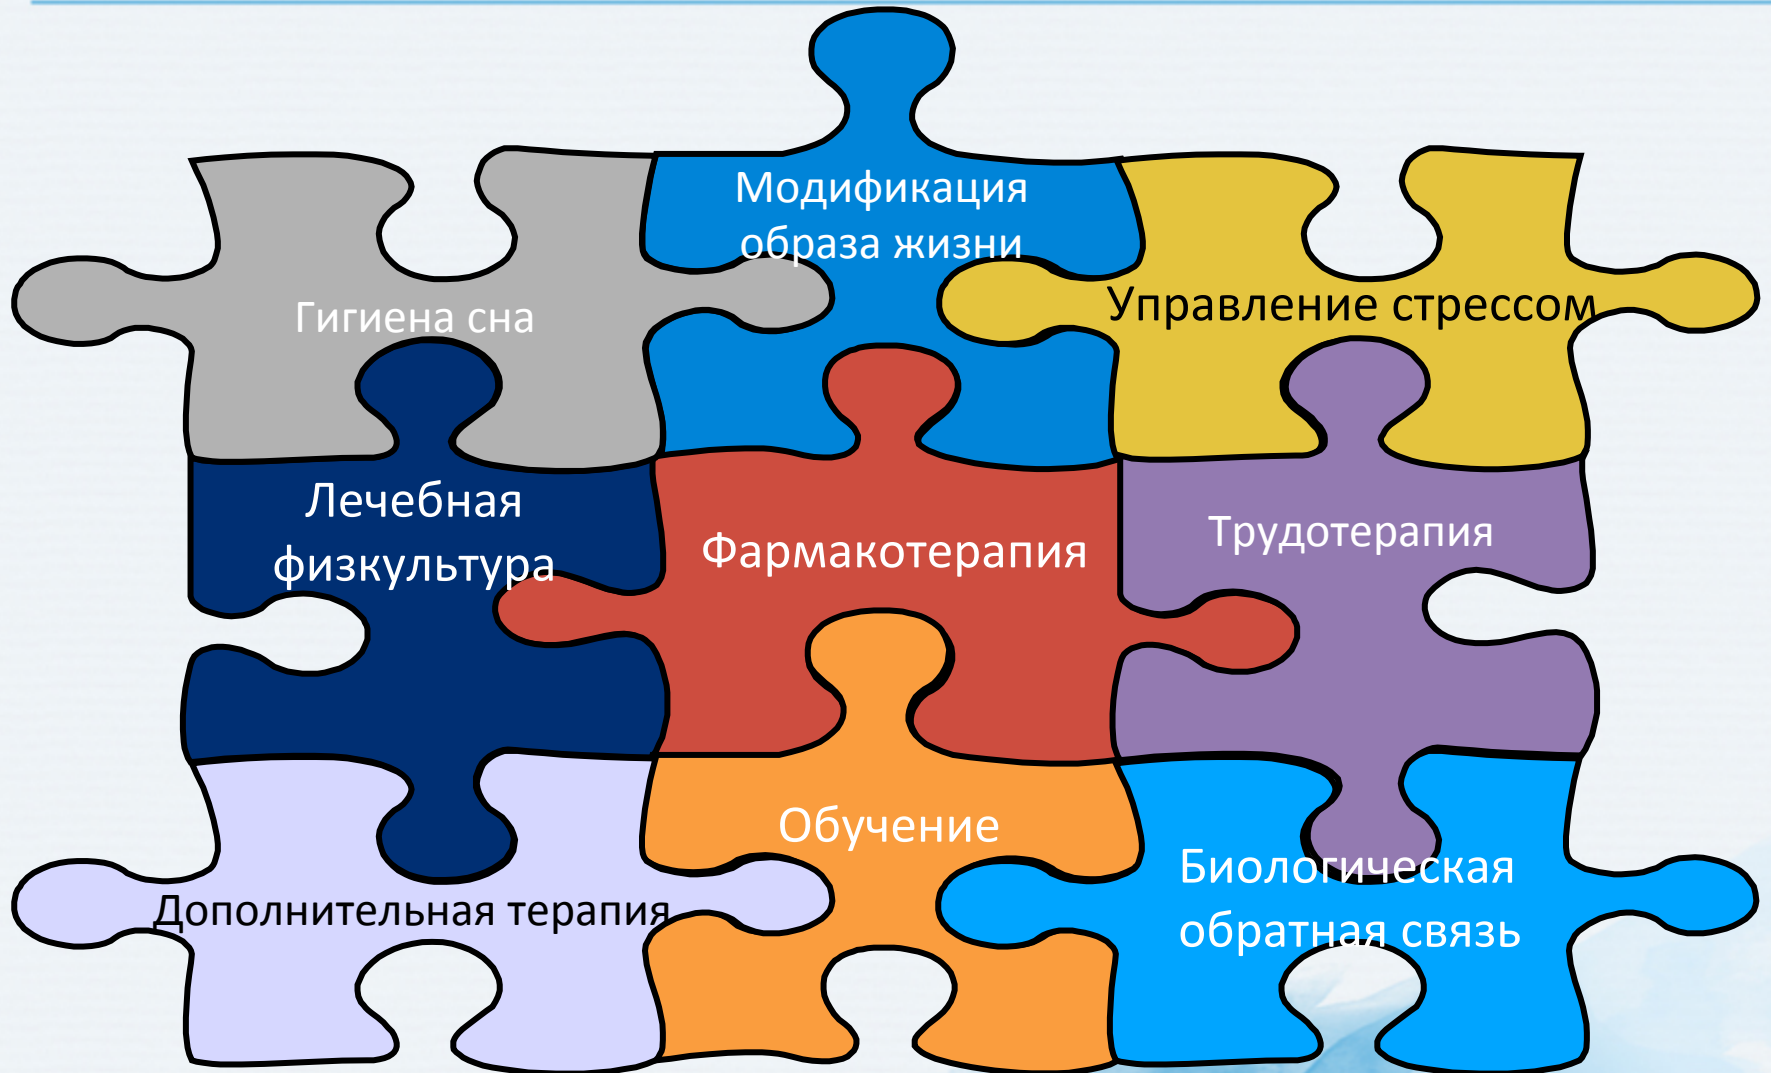 Модификация
образа жизни
Гигиена сна
Управление стрессом
Лечебная
физкультура
Фармакотерапия
Трудотерапия
Дополнительная терапия
Обучение
Биологическая
обратная связь